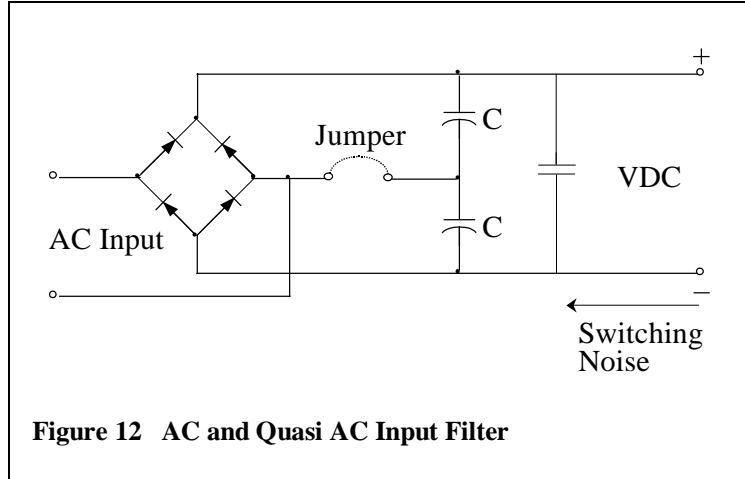 +
C
Jumper
VDC
AC Input
C
−
Switching
Noise
Figure 12 AC and Quasi AC Input Filter